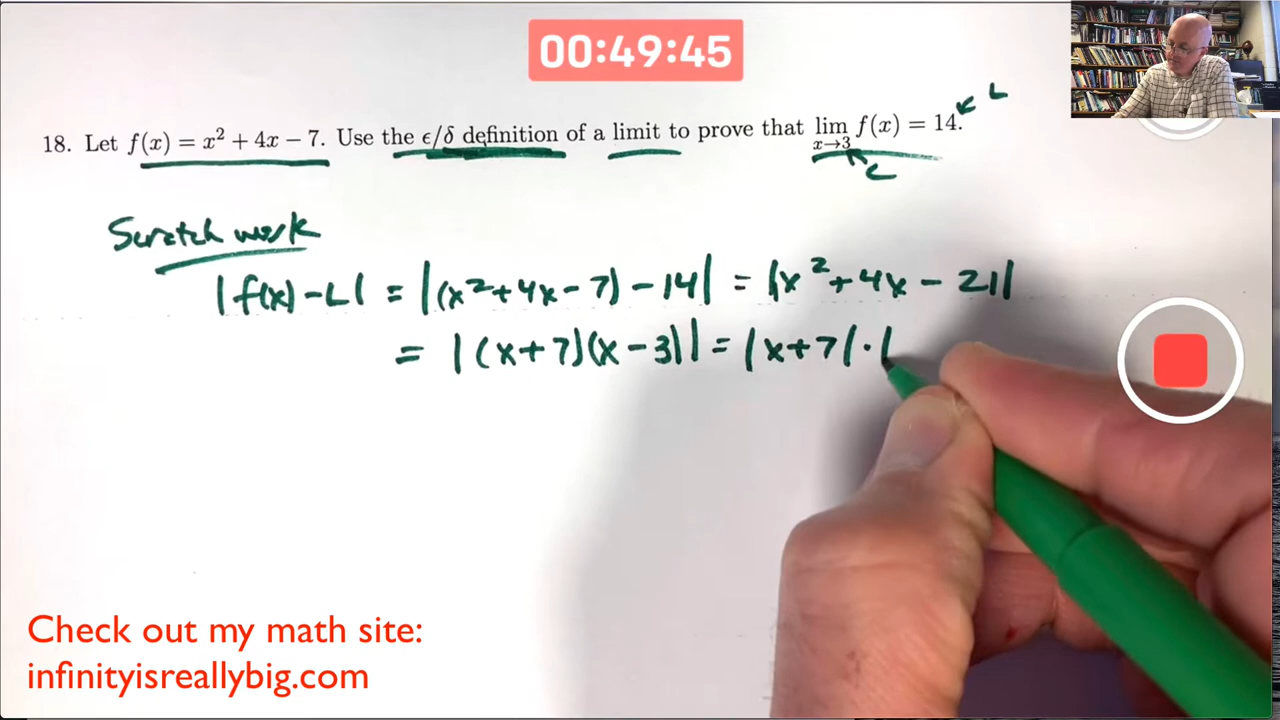 00:49:45
18. Let f(x) = x² + 4x − 7. Use the ϵ/δ definition of a limit to prove that lim x→3 f(x) = 14.
L
c
Scratch work
|f(x) - L| = |(x²+4x-7) - 14| = |x²+4x - 21|
= |(x+7)(x-3)| = |x+7| · |
Check out my math site:
infinityisreallybig.com